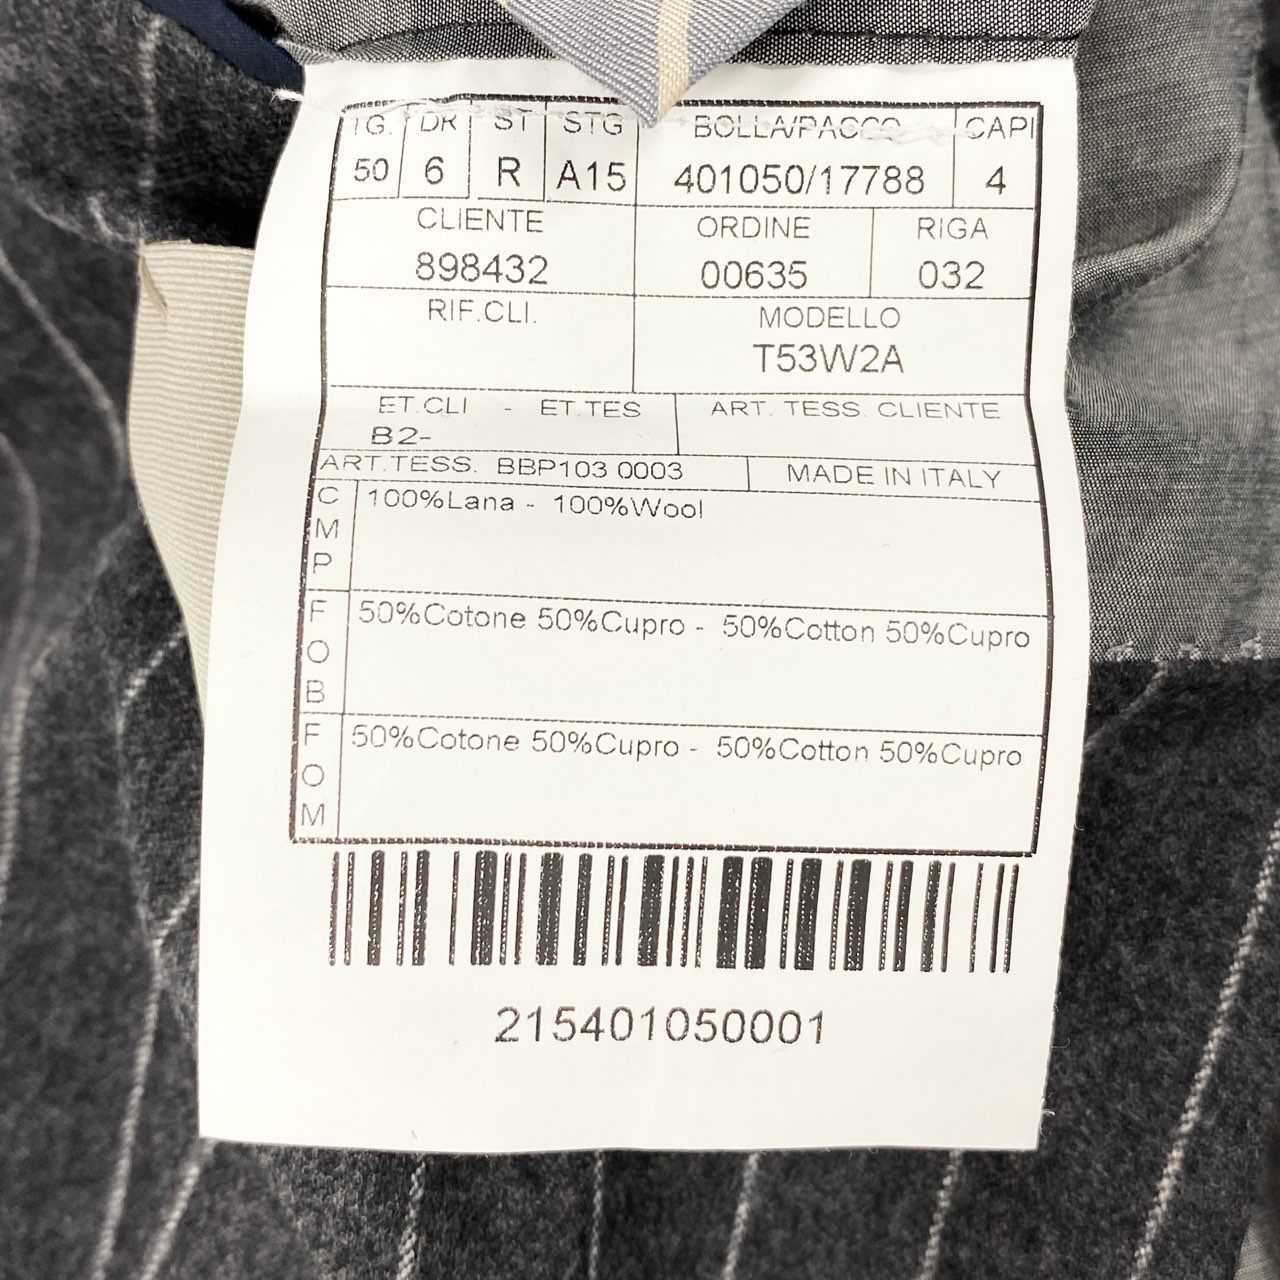 TG. DR ST STG BOLLA/PACCO CAPI
50 6 R A15 401050/17788 4
CLIENTE ORDINE RIGA
898432 00635 032
RIF.CLI. MODELLO
T53W2A
ET.CLI - ET.TES ART. TESS. CLIENTE
B2-
ART.TESS. BBP103 0003 MADE IN ITALY
CMP 100%Lana - 100%Wool
FOB 50%Cotone 50%Cupro - 50%Cotton 50%Cupro
FOM 50%Cotone 50%Cupro - 50%Cotton 50%Cupro
215401050001